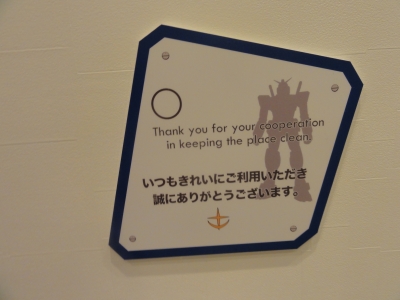 Thank you for your cooperation
in keeping the place clean.
いつもきれいにご利用いただき
誠にありがとうございます。